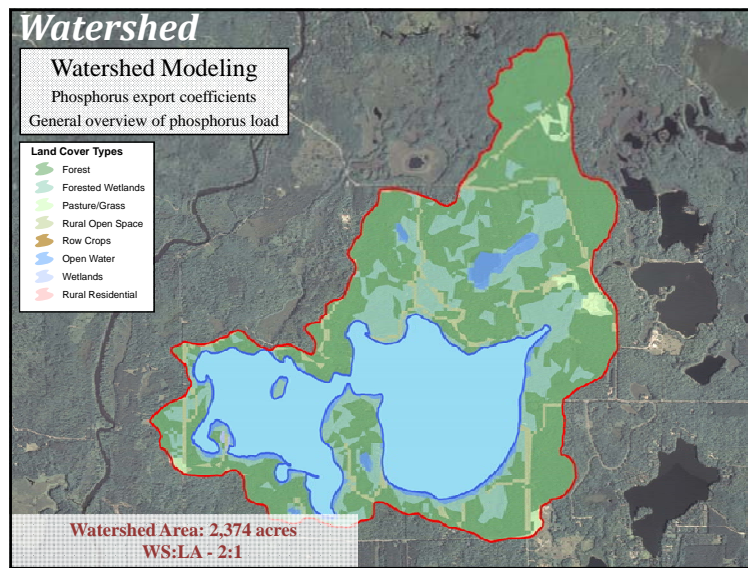 Watershed
Watershed Modeling
Phosphorus export coefficients
General overview of phosphorus load
Land Cover Types
Forest
Forested Wetlands
Pasture/Grass
Rural Open Space
Row Crops
Open Water
Wetlands
Rural Residential
Watershed Area: 2,374 acres
WS:LA - 2:1